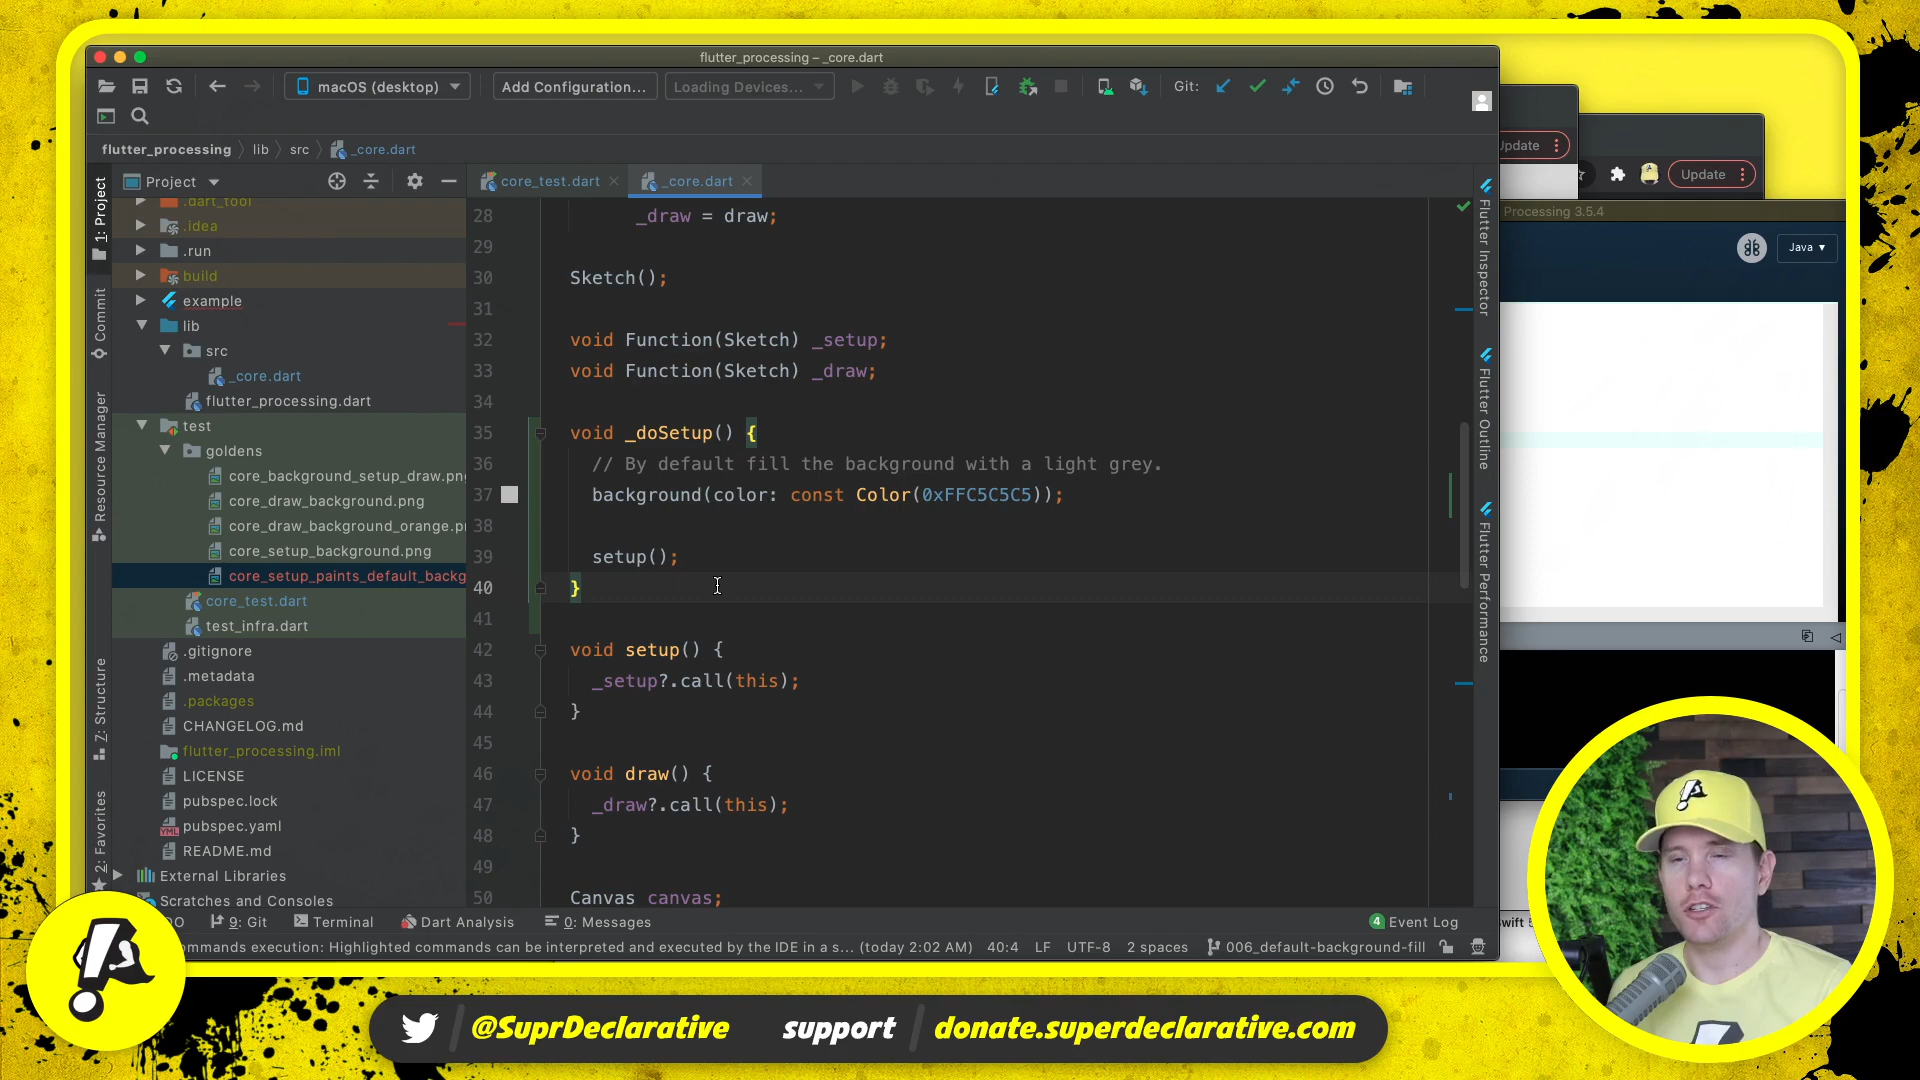 flutter_processing – _core.dart
macOS (desktop)
Add Configuration...
Loading Devices...
Git:
flutter_processing
lib
src
_core.dart
1: Project
Commit
Resource Manager
7: Structure
2: Favorites
Project
.dart_tool
.idea
.run
build
example
lib
src
_core.dart
flutter_processing.dart
test
goldens
core_background_setup_draw.pn
core_draw_background.png
core_draw_background_orange.p
core_setup_background.png
core_setup_paints_default_backg
core_test.dart
test_infra.dart
.gitignore
.metadata
.packages
CHANGELOG.md
flutter_processing.iml
LICENSE
pubspec.lock
pubspec.yaml
README.md
External Libraries
Scratches and Consoles
core_test.dart
_core.dart
28 _draw = draw;
29
30 Sketch();
31
32 void Function(Sketch) _setup;
33 void Function(Sketch) _draw;
34
35 void _doSetup() {
36 // By default fill the background with a light grey.
37 background(color: const Color(0xFFC5C5C5));
38
39 setup();
40 }
41
42 void setup() {
43 _setup?.call(this);
44 }
45
46 void draw() {
47 _draw?.call(this);
48 }
49
50 Canvas canvas;
Flutter Inspector
Flutter Outline
Flutter Performance
Update
Update
Processing 3.5.4
Java ▾
DO
9: Git
Terminal
Dart Analysis
0: Messages
4 Event Log
mmands execution: Highlighted commands can be interpreted and executed by the IDE in a s... (today 2:02 AM)
40:4
LF
UTF-8
2 spaces
006_default-background-fill
Swift 5
@SuprDeclarative
support
donate.superdeclarative.com